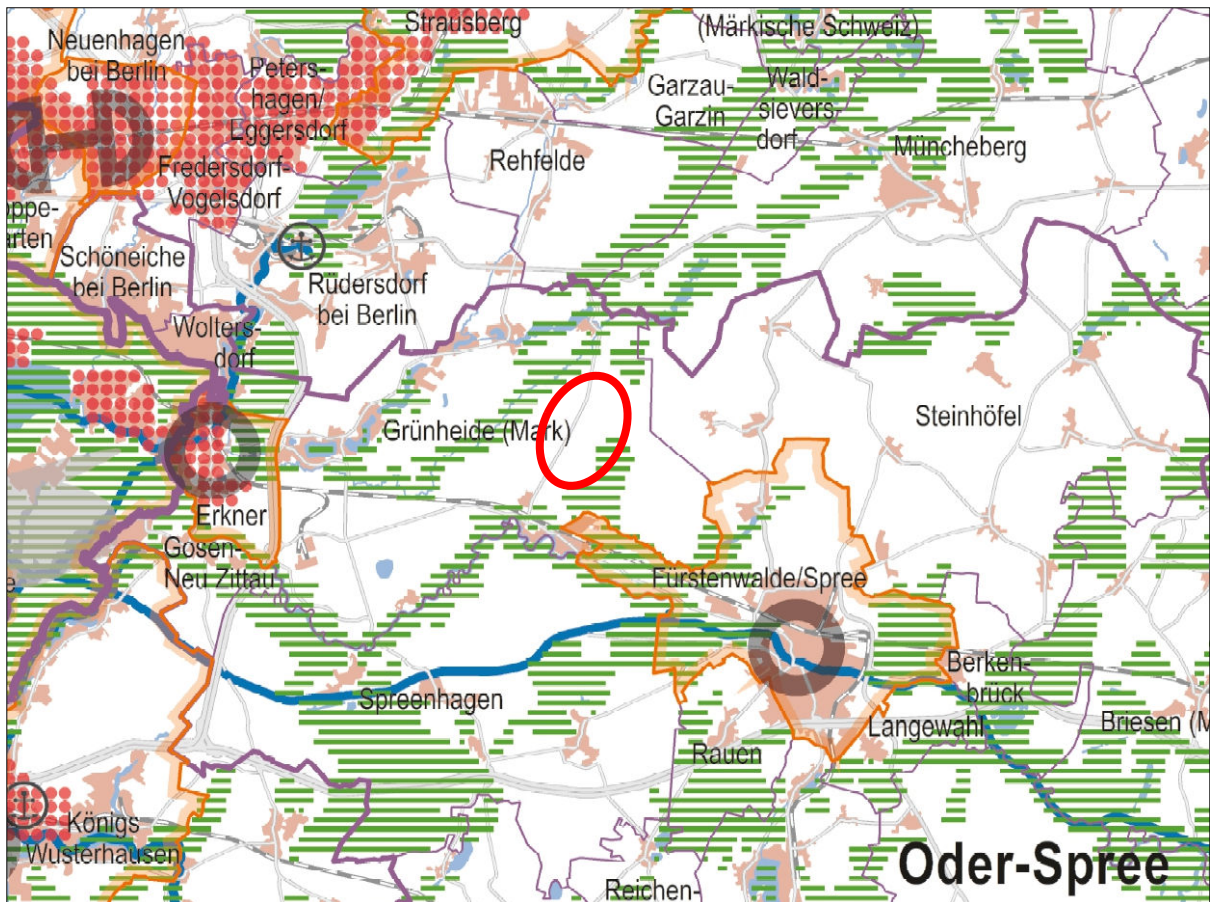 Strausberg
(Märkische Schweiz)
Neuenhagen
bei Berlin
Peters-
hagen/
Eggersdorf
Garzau-
Garzin
Wald-
sievers
dorf
Müncheberg
Rehfelde
Fredersdorf-
Vogelsdorf
oppe-
arten
Schöneiche
bei Berlin
Rüdersdorf
bei Berlin
Wolters-
dorf
Grünheide (Mark)
Steinhöfel
Erkner
Gosen-
Neu Zittau
e
Fürstenwalde/Spree
Berken-
brück
Spreenhagen
Langewahl
Briesen (M
Rauen
Königs
Wusterhausen
Oder-Spree
Reichen-